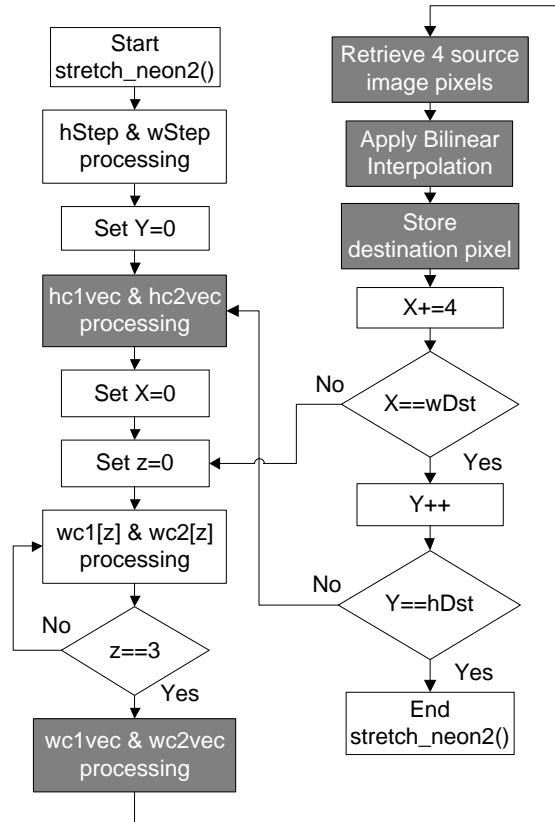 Start
stretch_neon2()
hStep & wStep
processing
Set Y=0
hc1vec & hc2vec
processing
Set X=0
Set z=0
wc1[z] & wc2[z]
processing
No
z==3
Yes
wc1vec & wc2vec
processing
Retrieve 4 source
image pixels
Apply Bilinear
Interpolation
Store
destination pixel
X+=4
No
X==wDst
Yes
Y++
No
Y==hDst
Yes
End
stretch_neon2()